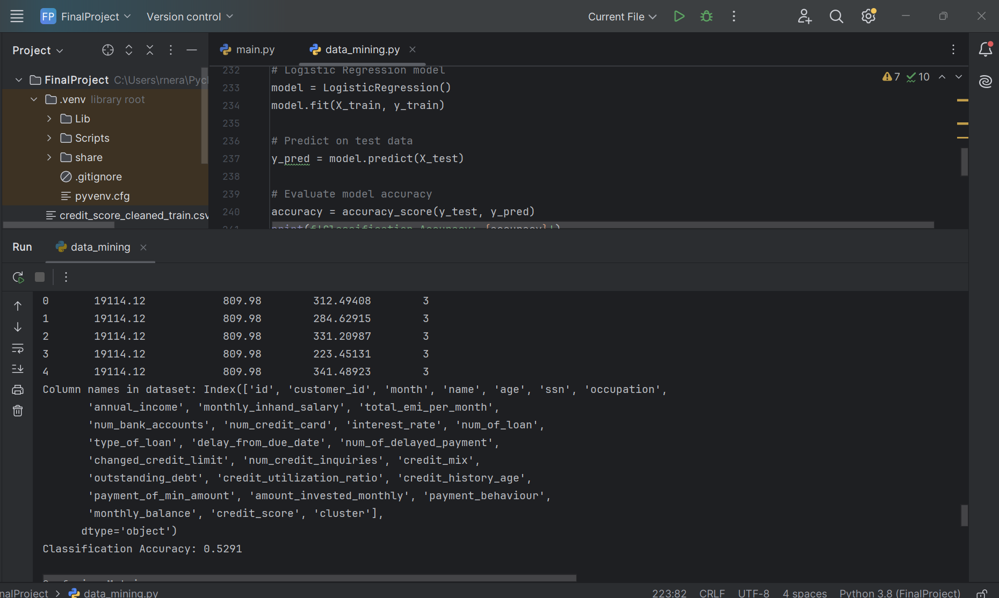 FP FinalProject Version control Current File
Project
main.py
data_mining.py
FinalProject C:\Users\rnera\Pyc
.venv library root
Lib
Scripts
share
.gitignore
pyvenv.cfg
credit_score_cleaned_train.csv
7 10
232 # Logistic Regression model
233 model = LogisticRegression()
234 model.fit(X_train, y_train)
235
236 # Predict on test data
237 y_pred = model.predict(X_test)
238
239 # Evaluate model accuracy
240 accuracy = accuracy_score(y_test, y_pred)
241 print(f'Classification Accuracy: {accuracy}')
Run data_mining
0 19114.12 809.98 312.49408 3
1 19114.12 809.98 284.62915 3
2 19114.12 809.98 331.20987 3
3 19114.12 809.98 223.45131 3
4 19114.12 809.98 341.48923 3
Column names in dataset: Index(['id', 'customer_id', 'month', 'name', 'age', 'ssn', 'occupation',
'annual_income', 'monthly_inhand_salary', 'total_emi_per_month',
'num_bank_accounts', 'num_credit_card', 'interest_rate', 'num_of_loan',
'type_of_loan', 'delay_from_due_date', 'num_of_delayed_payment',
'changed_credit_limit', 'num_credit_inquiries', 'credit_mix',
'outstanding_debt', 'credit_utilization_ratio', 'credit_history_age',
'payment_of_min_amount', 'amount_invested_monthly', 'payment_behaviour',
'monthly_balance', 'credit_score', 'cluster'],
dtype='object')
Classification Accuracy: 0.5291
nalProject > data_mining.py 223:82 CRLF UTF-8 4 spaces Python 3.8 (FinalProject)